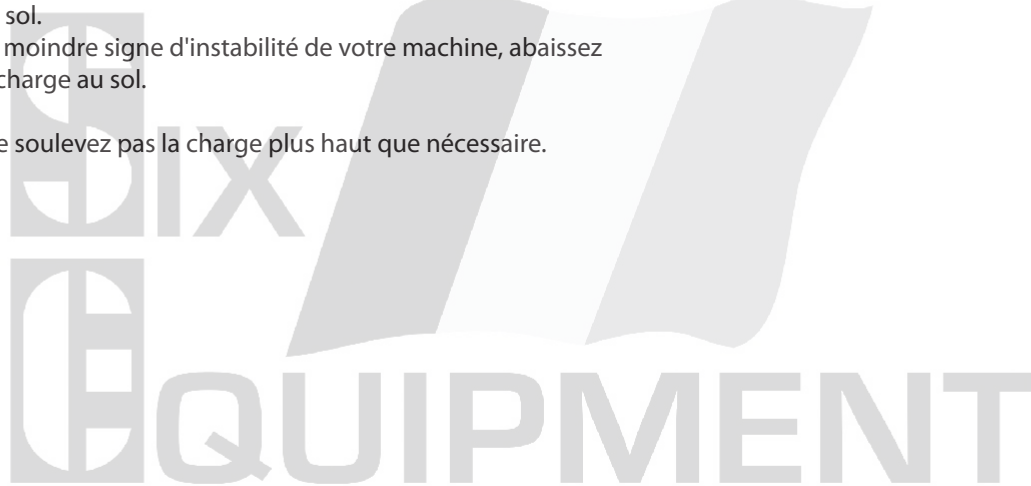 sol.
moindre signe d'instabilité de votre machine, abaissez
charge au sol.
e soulevez pas la charge plus haut que nécessaire.
SIX
EQUIPMENT